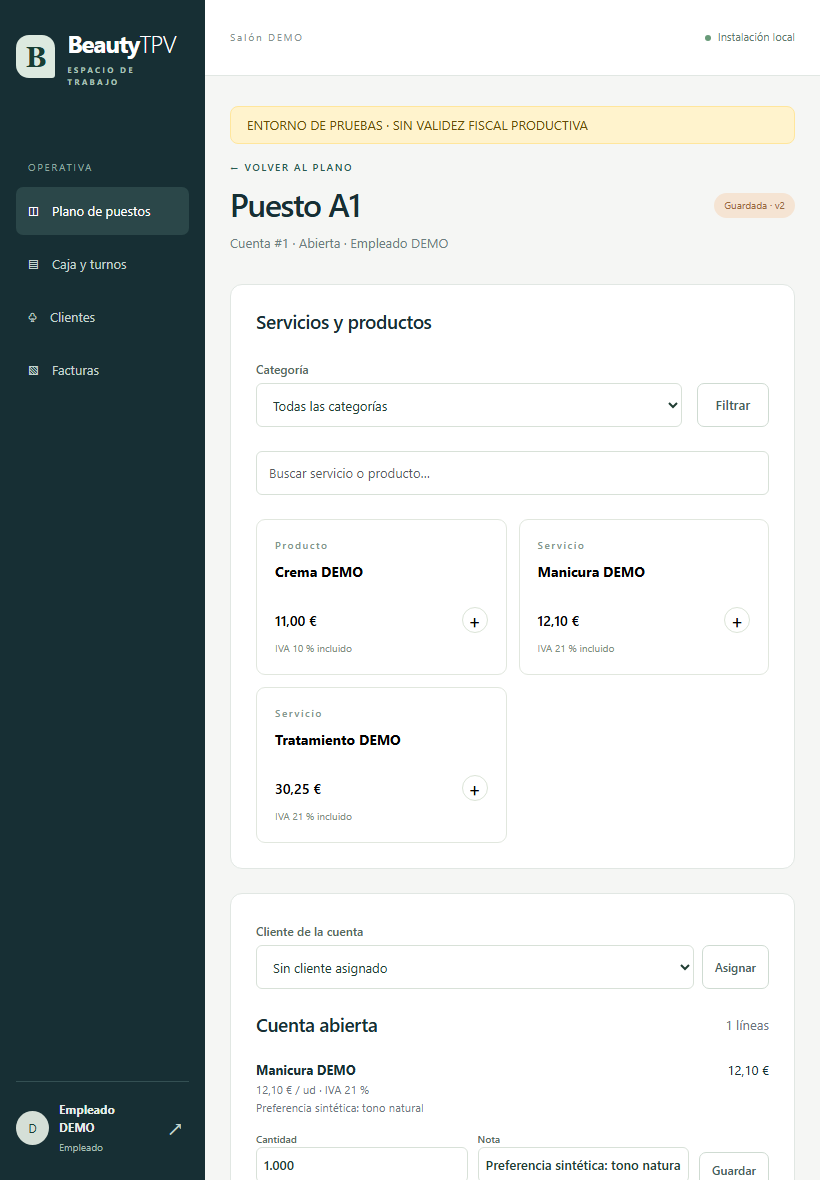 B
BeautyTPV
ESPACIO DE
TRABAJO
OPERATIVA
Plano de puestos
Caja y turnos
Clientes
Facturas
D
Empleado
DEMO
Empleado
↗
Salón DEMO
Instalación local
ENTORNO DE PRUEBAS · SIN VALIDEZ FISCAL PRODUCTIVA
← VOLVER AL PLANO
Puesto A1
Guardada · v2
Cuenta #1 · Abierta · Empleado DEMO
Servicios y productos
Categoría
Todas las categorías
Filtrar
Buscar servicio o producto...
Producto
Crema DEMO
11,00 €
+
IVA 10 % incluido
Servicio
Manicura DEMO
12,10 €
+
IVA 21 % incluido
Servicio
Tratamiento DEMO
30,25 €
+
IVA 21 % incluido
Cliente de la cuenta
Sin cliente asignado
Asignar
Cuenta abierta
1 líneas
Manicura DEMO
12,10 €
12,10 € / ud · IVA 21 %
Preferencia sintética: tono natural
Cantidad
Nota
1.000
Preferencia sintética: tono natura
Guardar